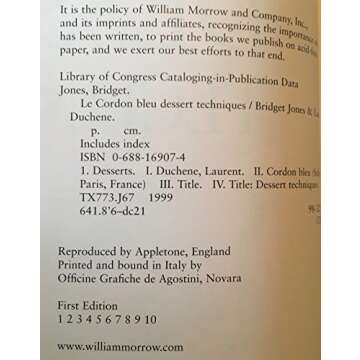 It is the policy of William Morrow and Company, Inc.,
and its imprints and affiliates, recognizing the importance
has been written, to print the books we publish on acid-free
paper, and we exert our best efforts to that end.
Library of Congress Cataloging-in-Publication Data
Jones, Bridget.
Le Cordon bleu dessert techniques / Bridget Jones &
Duchene.
p. cm.
Includes index
ISBN 0-688-16907-4
1. Desserts. I. Duchene, Laurent. II. Cordon bleu
Paris, France) III. Title. IV. Title: Dessert techniques
TX773.J67 1999
641.8'6–dc21
Reproduced by Appletone, England
Printed and bound in Italy by
Officine Grafiche de Agostini, Novara
First Edition
1 2 3 4 5 6 7 8 9 10
www.williammorrow.com